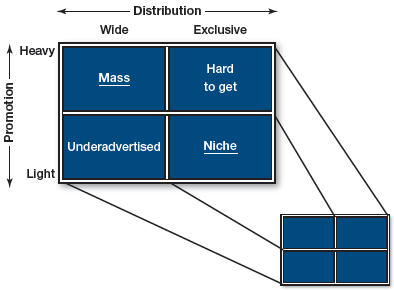 Distribution
Wide Exclusive
Heavy
Mass
Hard
to get
Promotion
Underadvertised
Niche
Light